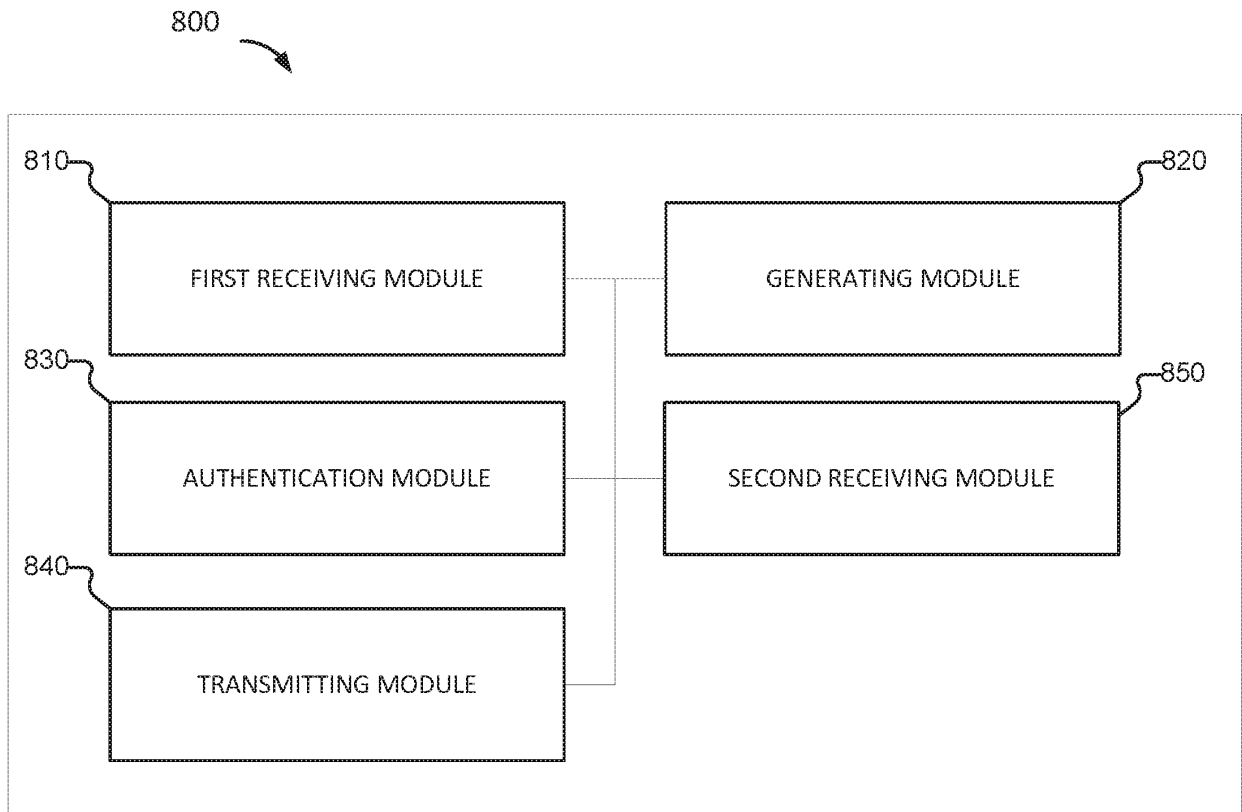 800
810
820
FIRST RECEIVING MODULE
GENERATING MODULE
830
850
AUTHENTICATION MODULE
SECOND RECEIVING MODULE
840
TRANSMITTING MODULE